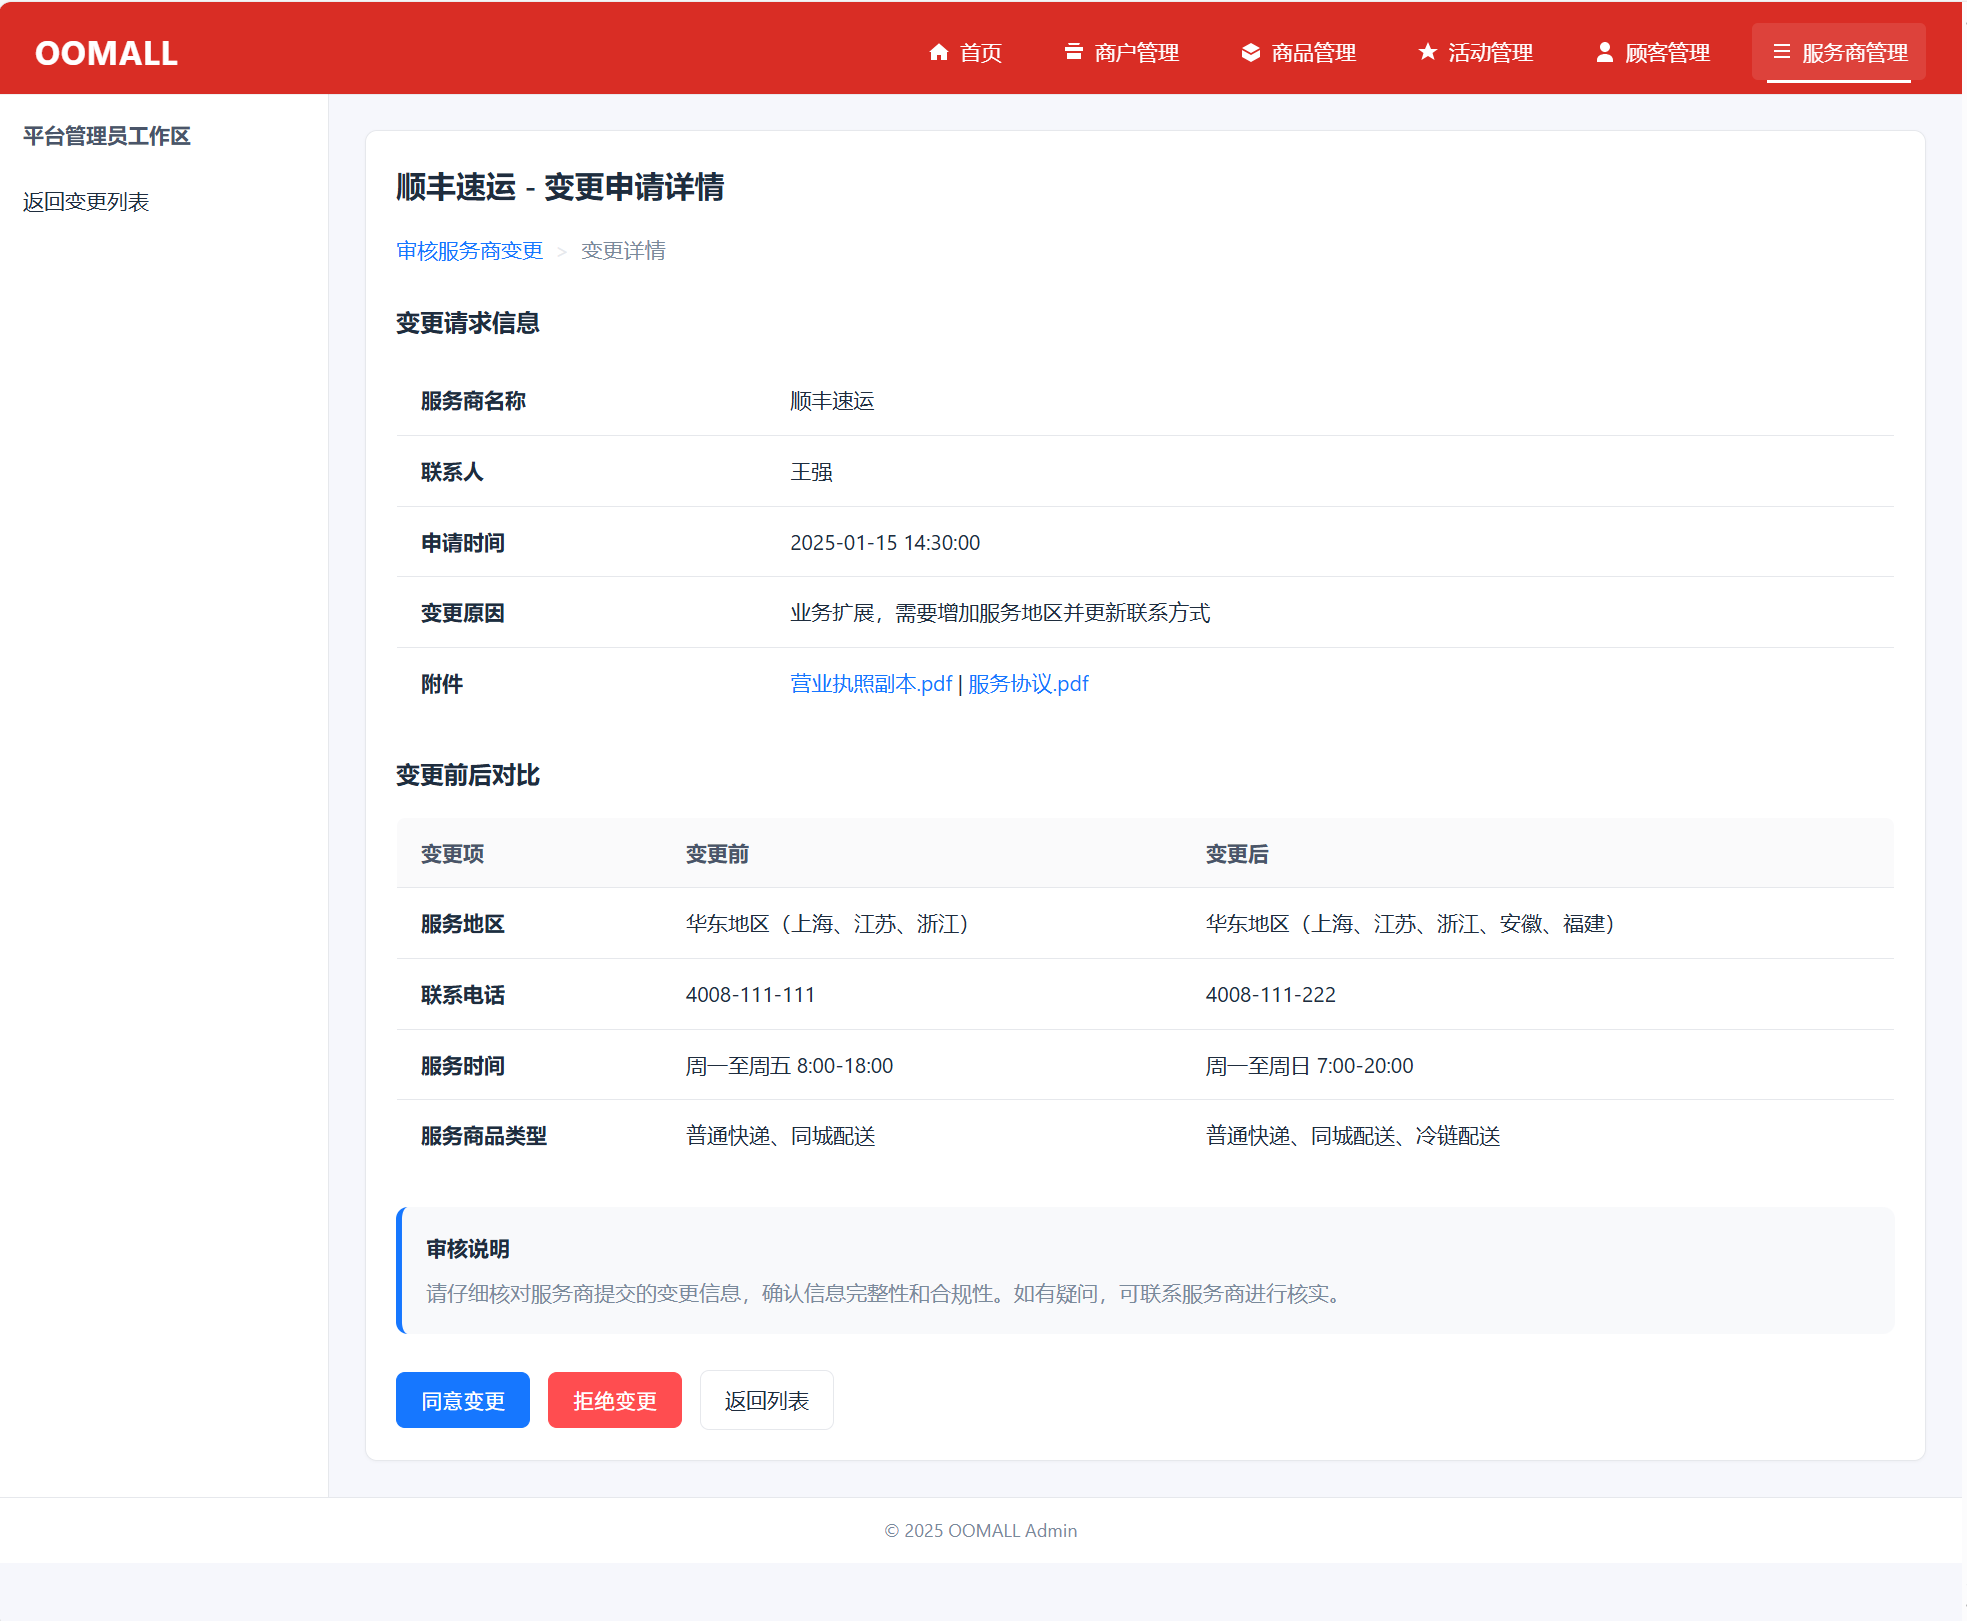 OOMALL
首页 商户管理 商品管理 活动管理 顾客管理 服务商管理
平台管理员工作区
返回变更列表
顺丰速运 - 变更申请详情
审核服务商变更 > 变更详情
变更请求信息
服务商名称 顺丰速运
联系人 王强
申请时间 2025-01-15 14:30:00
变更原因 业务扩展，需要增加服务地区并更新联系方式
附件 营业执照副本.pdf | 服务协议.pdf
变更前后对比
变更项 变更前 变更后
服务地区 华东地区（上海、江苏、浙江） 华东地区（上海、江苏、浙江、安徽、福建）
联系电话 4008-111-111 4008-111-222
服务时间 周一至周五 8:00-18:00 周一至周日 7:00-20:00
服务商品类型 普通快递、同城配送 普通快递、同城配送、冷链配送
审核说明
请仔细核对服务商提交的变更信息，确认信息完整性和合规性。如有疑问，可联系服务商进行核实。
同意变更 拒绝变更 返回列表
© 2025 OOMALL Admin